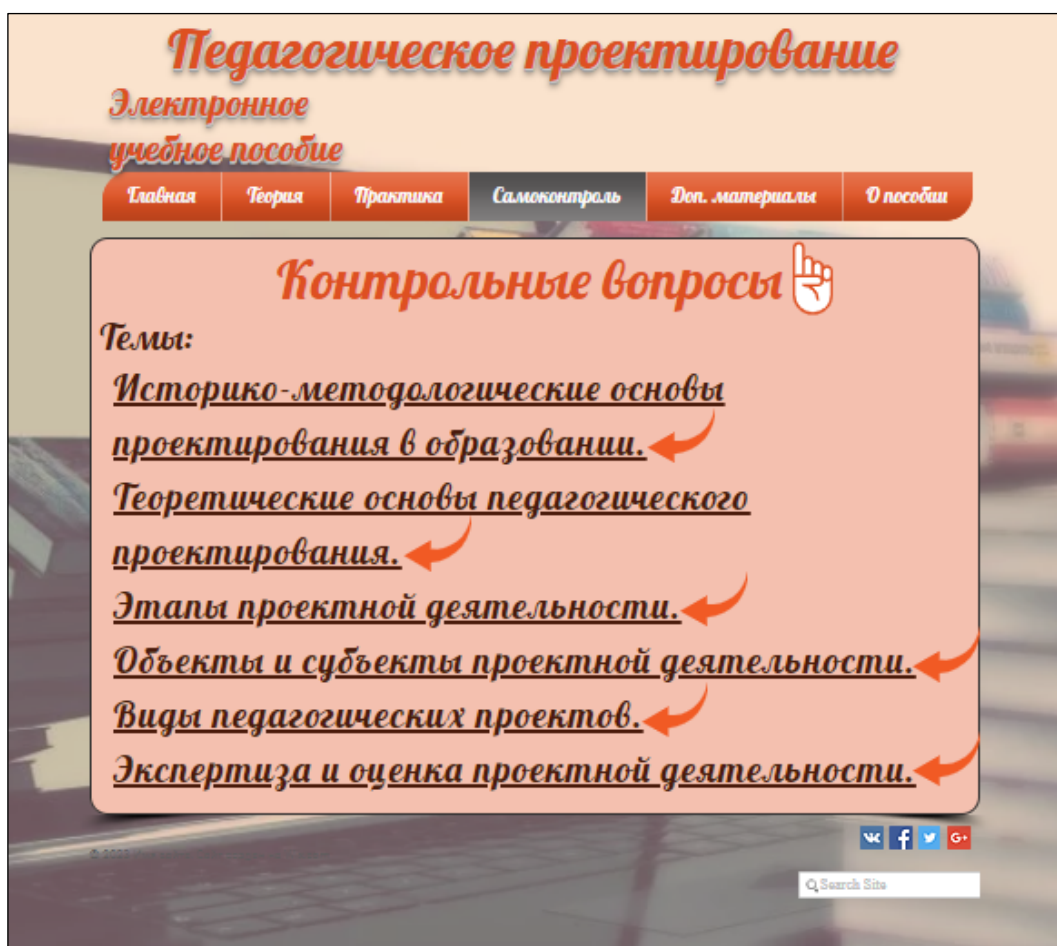 Педагогическое проектирование
Электронное
учебное пособие
Главная Теория Практика Самоконтроль Доп. материалы О пособии
Контрольные вопросы
Темы:
Историко-методологические основы
проектирования в образовании.
Теоретические основы педагогического
проектирования.
Этапы проектной деятельности.
Объекты и субъекты проектной деятельности.
Виды педагогических проектов.
Экспертиза и оценка проектной деятельности.
G+
Search Site